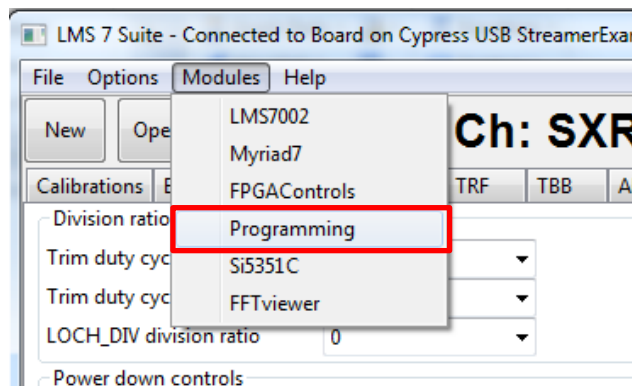 LMS 7 Suite - Connected to Board on Cypress USB StreamerExa
File Options Modules Help
New Ope Ch: SXR
LMS7002
Myriad7
FPGAControls
Programming
Si5351C
FFTviewer
Calibrations TRF TBB A
Division ratio
Trim duty cyc
Trim duty cyc
LOCH_DIV division ratio 0
Power down controls